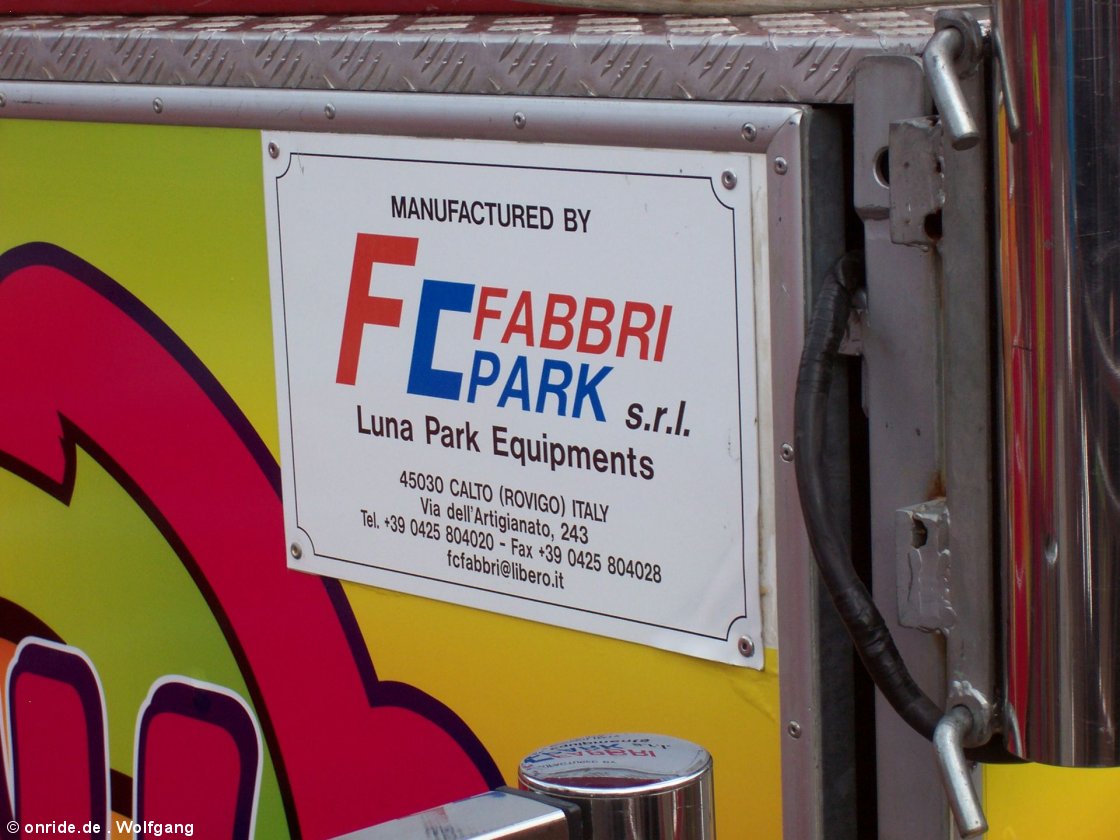 MANUFACTURED BY
FC FABBRI
PARK s.r.l.
Luna Park Equipments
45030 CALTO (ROVIGO) ITALY
Via dell'Artigianato, 243
Tel. +39 0425 804020 - Fax +39 0425 804028
fcfabbri@libero.it
© onride.de . Wolfgang